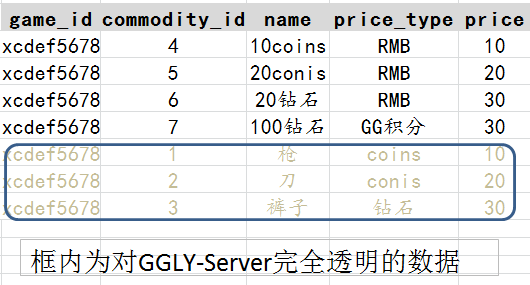 game_id commodity_id name price_type price
xcdef5678 4 10coins RMB 10
xcdef5678 5 20conis RMB 20
xcdef5678 6 20钻石 RMB 30
xcdef5678 7 100钻石 GG积分 30
xcdef5678 1 枪 coins 10
xcdef5678 2 刀 conis 20
xcdef5678 3 裤子 钻石 30
框内为对GGLY-Server完全透明的数据